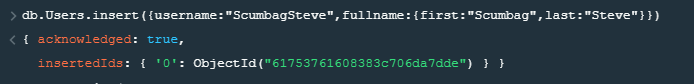 > db.Users.insert({username:"ScumbagSteve",fullname:{first:"Scumbag",last:"Steve"}})
< { acknowledged: true,
insertedIds: { '0': ObjectId("61753761608383c706da7dde") } }